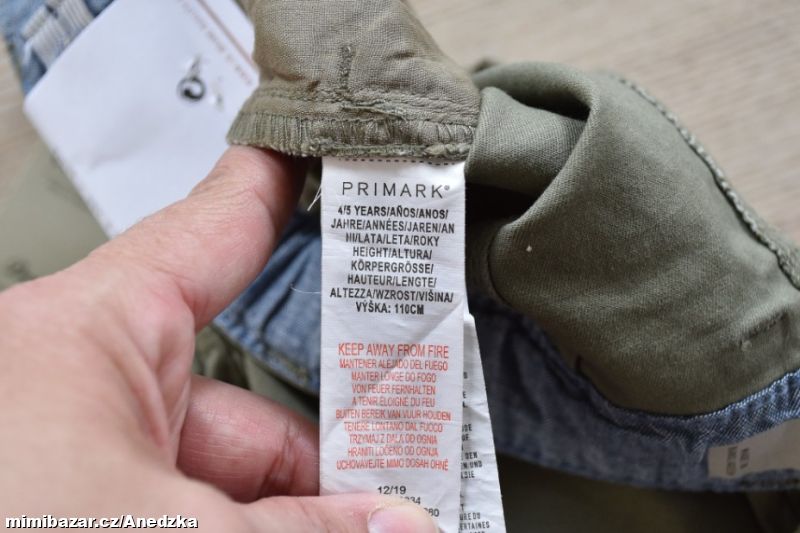 PRIMARK®
4/5 YEARS/AÑOS/ANOS/
JAHRE/ANNÉES/JAREN/AN
NI/LATA/LETA/ROKY
HEIGHT/ALTURA/
KÖRPERGRÖSSE/
HAUTEUR/LENGTE/
ALTEZZA/WZROST/VIŠINA/
VÝŠKA: 110CM
KEEP AWAY FROM FIRE
MANTENER ALEJADO DEL FUEGO
MANTER LONGE DO FOGO
VON FEUER FERNHALTEN
A TENIR ÉLOIGNÉ DU FEU
BUITEN BEREIK VAN VUUR HOUDEN
TENERE LONTANO DAL FUOCO
TRZYMAJ Z DALA OD OGNIA
HRANITI LOČENO OD OGNJA
UCHOVÁVEJTE MIMO DOSAH OHNĚ
12/19
mimibazar.cz/Anedzka